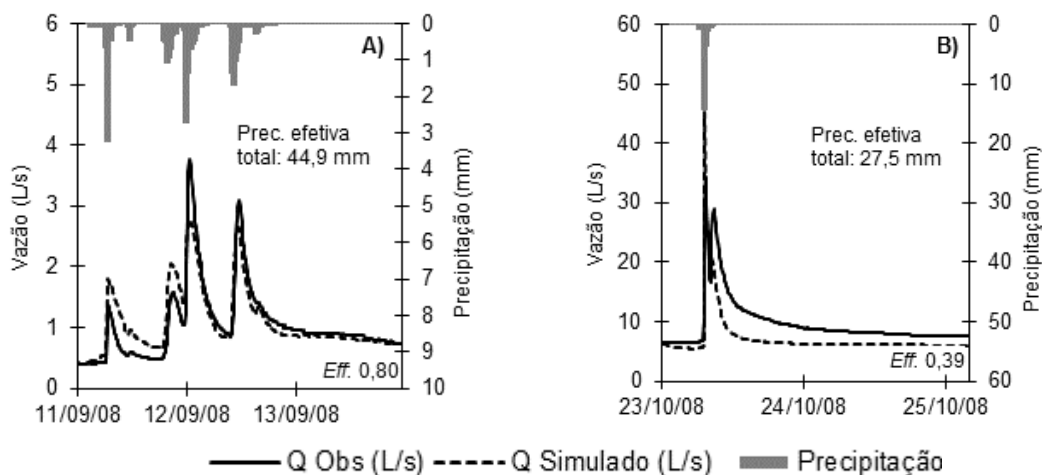 A)
Vazão (L/s)
6
5
4
3
2
1
0
Prec. efetiva
total: 44,9 mm
Eff. 0,80
11/09/08 12/09/08 13/09/08
0
1
2
3
4
5
6
7
8
9
10
Precipitação (mm)
B)
Vazão (L/s)
60
50
40
30
20
10
0
Prec. efetiva
total: 27,5 mm
Eff. 0,39
23/10/08 24/10/08 25/10/08
0
10
20
30
40
50
60
Precipitação (mm)
Q Obs (L/s) Q Simulado (L/s) Precipitação